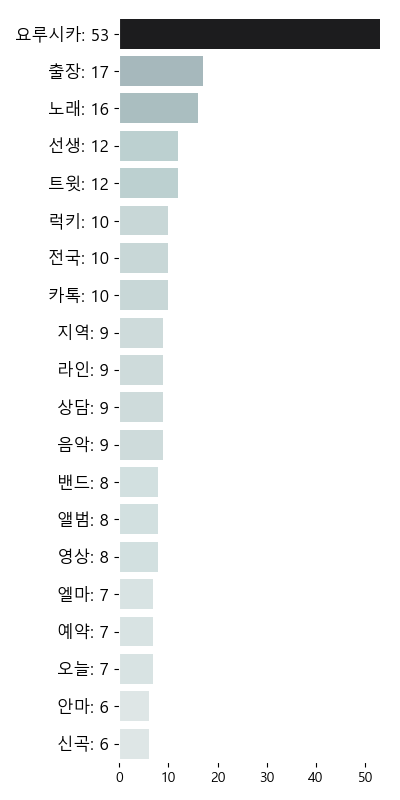 요루시카: 53
출장: 17
노래: 16
선생: 12
트윗: 12
럭키: 10
전국: 10
카톡: 10
지역: 9
라인: 9
상담: 9
음악: 9
밴드: 8
앨범: 8
영상: 8
엘마: 7
예약: 7
오늘: 7
안마: 6
신곡: 6
0 10 20 30 40 50